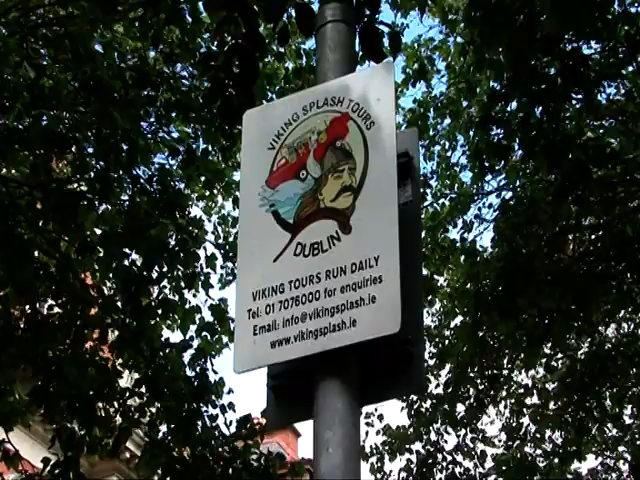 VIKING SPLASH TOURS
DUBLIN
VIKING TOURS RUN DAILY
Tel: 01 7076000 for enquiries
Email: info@vikingsplash.ie
www.vikingsplash.ie